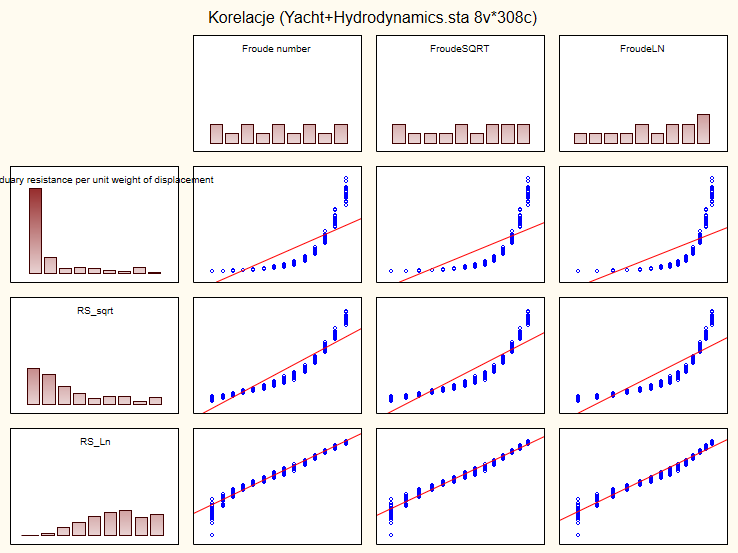 Korelacje (Yacht+Hydrodynamics.sta 8v*308c)
Froude number
FroudeSQRT
FroudeLN
duary resistance per unit weight of displacement
RS_sqrt
RS_Ln